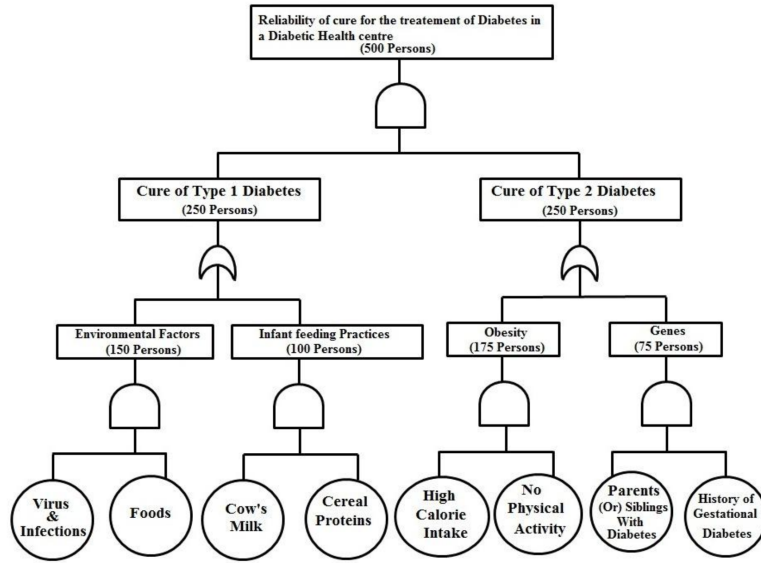 Reliability of cure for the treatement of Diabetes in
a Diabetic Health centre
(500 Persons)
Cure of Type 1 Diabetes
(250 Persons)
Cure of Type 2 Diabetes
(250 Persons)
Environmental Factors
(150 Persons)
Infant feeding Practices
(100 Persons)
Obesity
(175 Persons)
Genes
(75 Persons)
Virus
&
Infections
Foods
Cow's
Milk
Cereal
Proteins
High
Calorie
Intake
No
Physical
Activity
Parents
(Or) Siblings
With
Diabetes
History of
Gestational
Diabetes